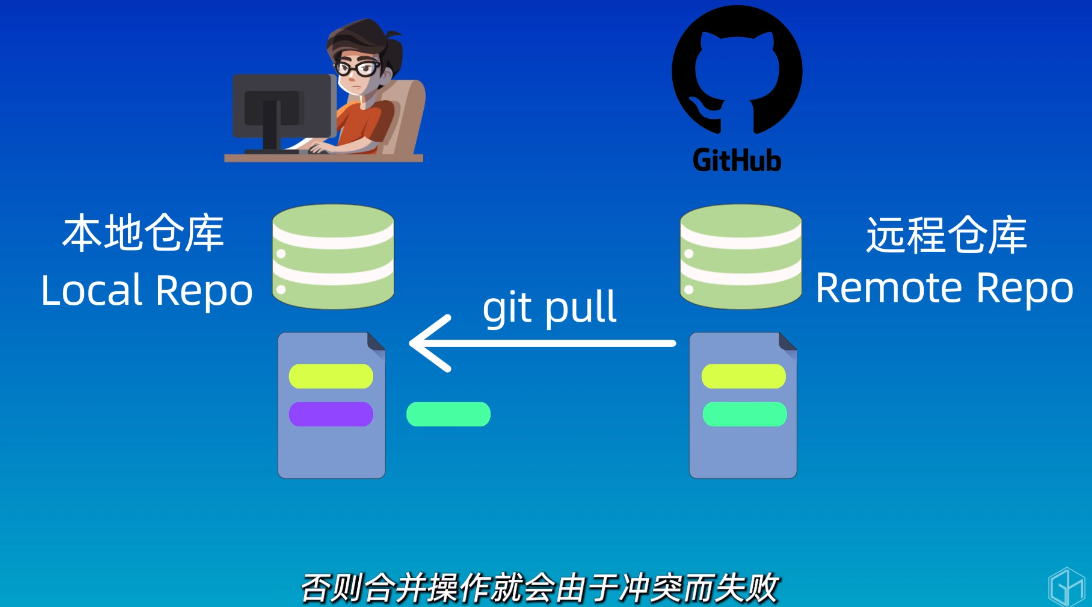 GitHub
本地仓库
Local Repo
远程仓库
Remote Repo
git pull
否则合并操作就会由于冲突而失败